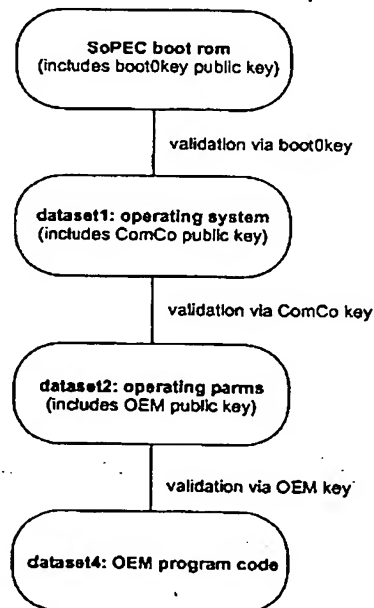 SoPEC boot rom
(includes boot0key public key)
validation via boot0key
dataset1: operating system
(includes ComCo public key)
validation via ComCo key
dataset2: operating parms
(includes OEM public key)
validation via OEM key
dataset4: OEM program code